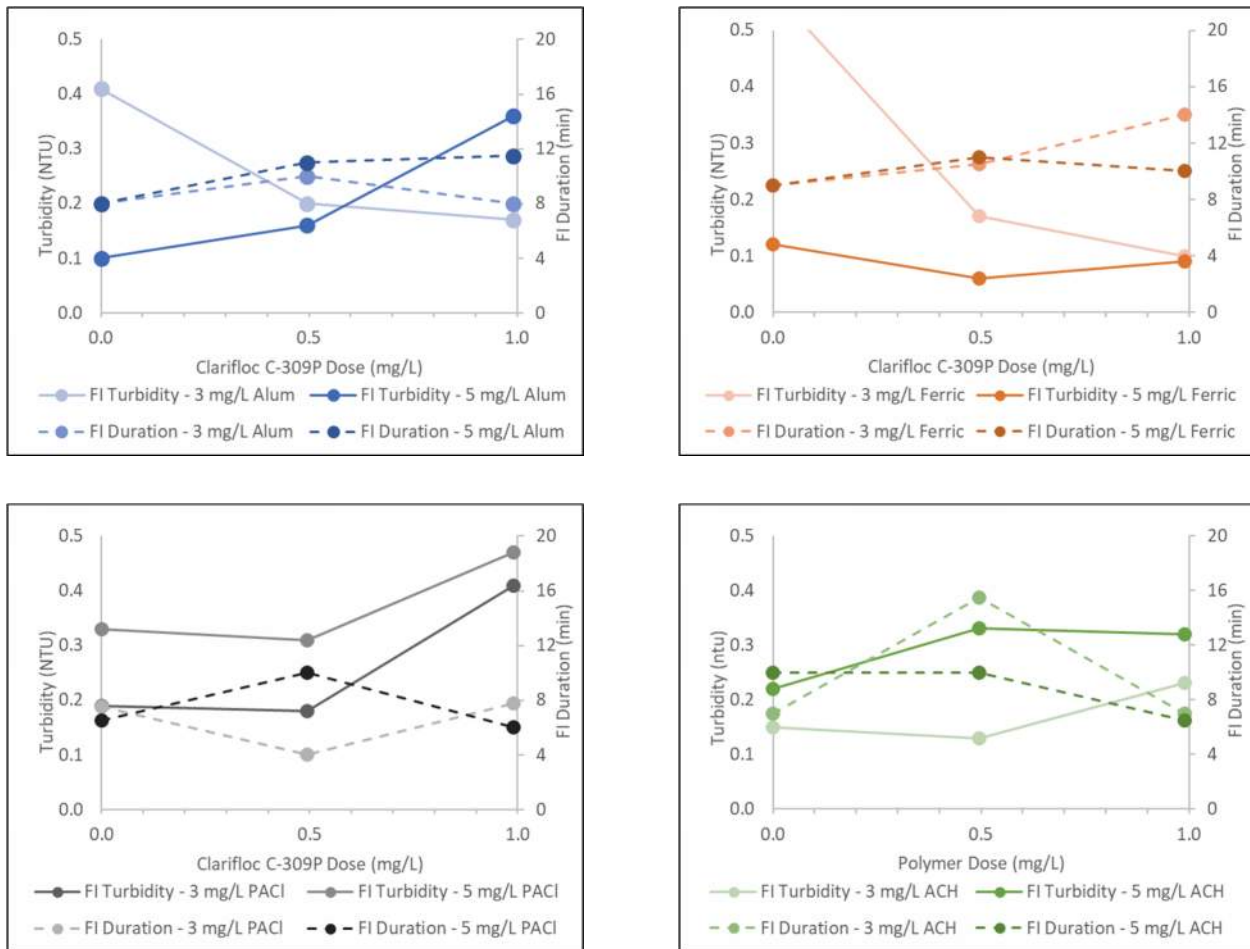 0.5
0.4
0.3
0.2
0.1
0.0
Turbidity (NTU)
20
16
12
8
4
0
FI Duration (min)
0.0 0.5 1.0
Clarifloc C-309P Dose (mg/L)
FI Turbidity - 3 mg/L Alum FI Turbidity - 5 mg/L Alum
FI Duration - 3 mg/L Alum FI Duration - 5 mg/L Alum
0.5
0.4
0.3
0.2
0.1
0.0
Turbidity (NTU)
20
16
12
8
4
0
FI Duration (min)
0.0 0.5 1.0
Clarifloc C-309P Dose (mg/L)
FI Turbidity - 3 mg/L Ferric FI Turbidity - 5 mg/L Ferric
FI Duration - 3 mg/L Ferric FI Duration - 5 mg/L Ferric
0.5
0.4
0.3
0.2
0.1
0.0
Turbidity (NTU)
20
16
12
8
4
0
FI Duration (min)
0.0 0.5 1.0
Clarifloc C-309P Dose (mg/L)
FI Turbidity - 3 mg/L PACl FI Turbidity - 5 mg/L PACl
FI Duration - 3 mg/L PACl FI Duration - 5 mg/L PACl
0.5
0.4
0.3
0.2
0.1
0.0
Turbidity (ntu)
20
16
12
8
4
0
FI Duration (min)
0.0 0.5 1.0
Polymer Dose (mg/L)
FI Turbidity - 3 mg/L ACH FI Turbidity - 5 mg/L ACH
FI Duration - 3 mg/L ACH FI Duration - 5 mg/L ACH